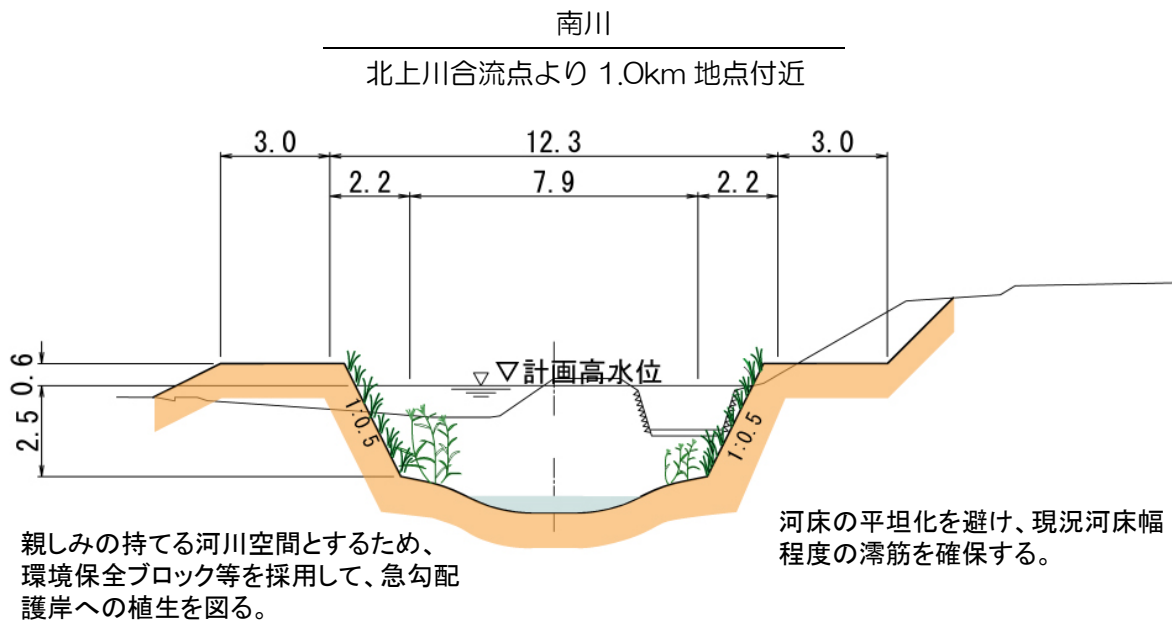 南川
北上川合流点より 1.0km 地点付近
3.0 12.3 3.0
2.2 7.9 2.2
0.6
▽計画高水位
2.5
1:0.5
1:0.5
親しみの持てる河川空間とするため、
環境保全ブロック等を採用して、急勾配
護岸への植生を図る。
河床の平坦化を避け、現況河床幅
程度の澪筋を確保する。